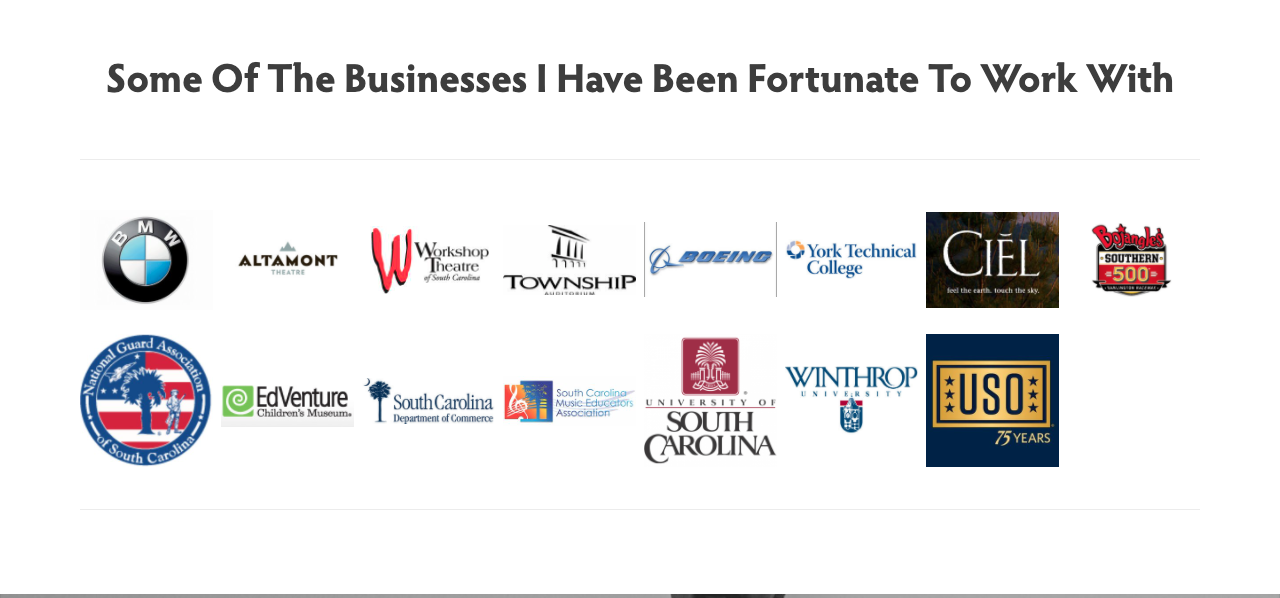 Some Of The Businesses I Have Been Fortunate To Work With
BMW
ALTAMONT
THEATRE
Workshop
Theatre
of South Carolina
TOWNSHIP
AUDITORIUM
BOEING
York Technical
College
CIĒL
feel the earth. touch the sky.
Bojangles'
SOUTHERN
500
DARLINGTON RACEWAY
National Guard Association
of South Carolina
EdVenture
Children's Museum
South Carolina
Department of Commerce
South Carolina
Music Educators
Association
UNIVERSITY OF
SOUTH
CAROLINA
WINTHROP
UNIVERSITY
USO
75 YEARS